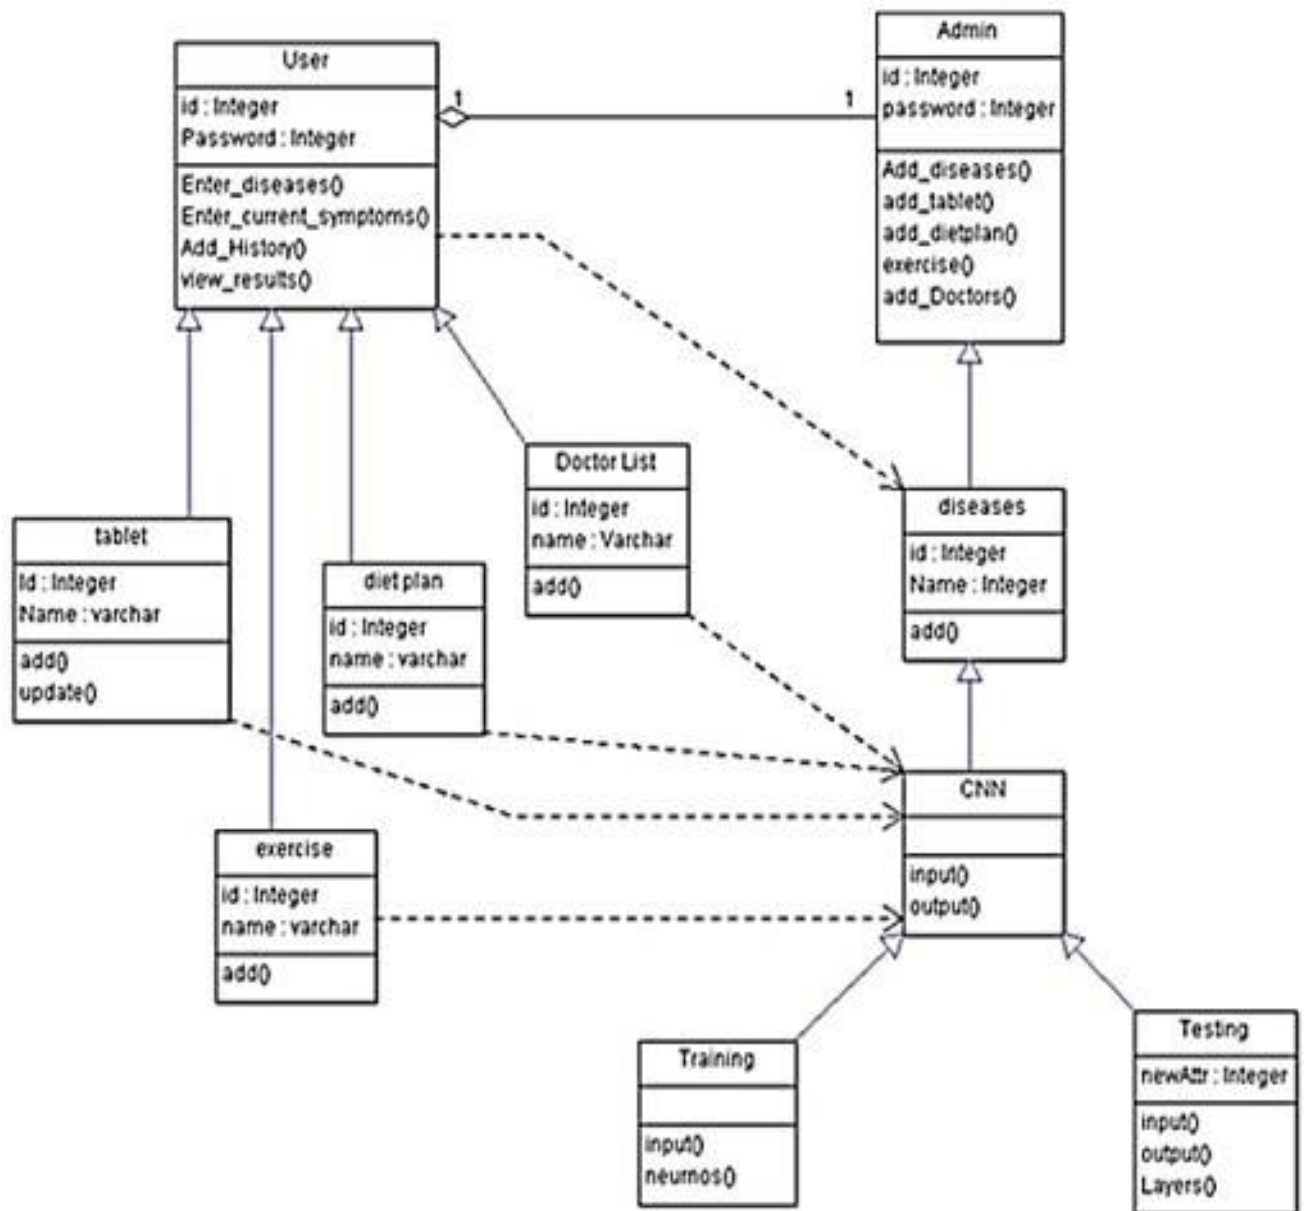 User
id : Integer
Password : Integer
Enter_diseases()
Enter_current_symptoms()
Add_History()
view_results()
1
1
Admin
id : Integer
password : Integer
Add_diseases()
add_tablet()
add_dietplan()
exercise()
add_Doctors()
Doctor List
id : Integer
name : Varchar
add()
diseases
id : Integer
Name : Integer
add()
tablet
Id : Integer
Name : varchar
add()
update()
diet plan
id : Integer
name : varchar
add()
CNN
input()
output()
exercise
id : Integer
name : varchar
add()
Training
input()
neurnos()
Testing
newAttr : Integer
input()
output()
Layers()